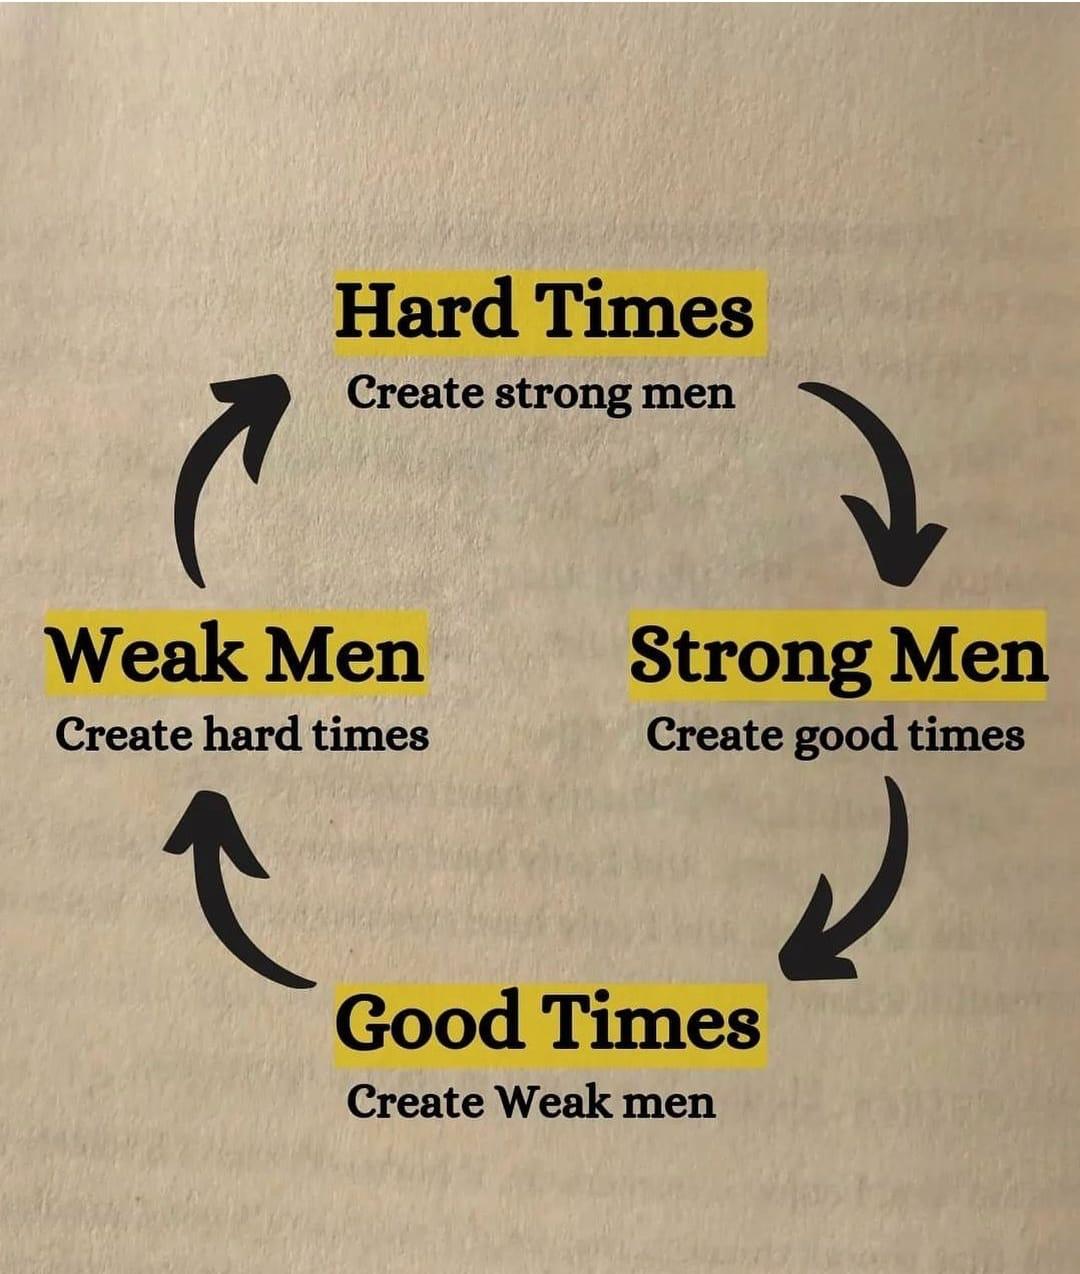 Hard Times
Create strong men
Weak Men
Create hard times
Strong Men
Create good times
Good Times
Create Weak men